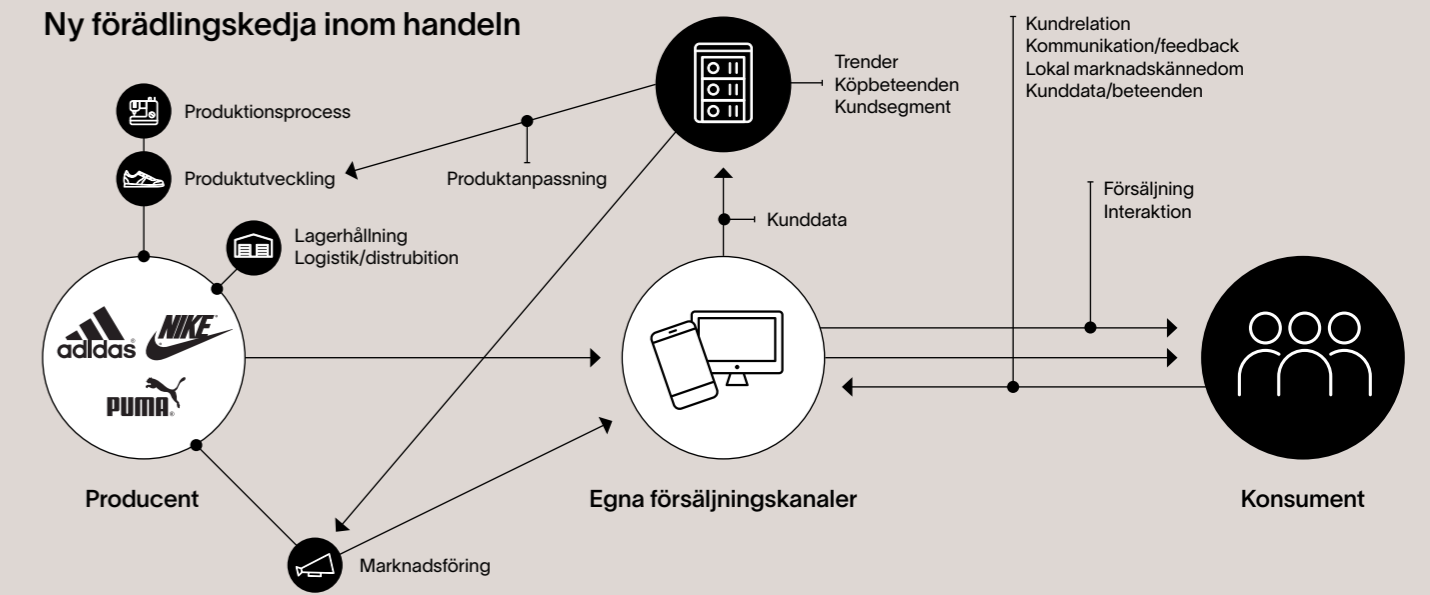 Ny förädlingskedja inom handeln
Produktionsprocess
Produktutveckling
Lagerhållning
Logistik/distrubition
Produktanpassning
Trender
Köpbeteenden
Kundsegment
Kunddata
Kundrelation
Kommunikation/feedback
Lokal marknadskännedom
Kunddata/beteenden
Försäljning
Interaktion
adidas
NIKE
PUMA
Producent
Egna försäljningskanaler
Konsument
Marknadsföring